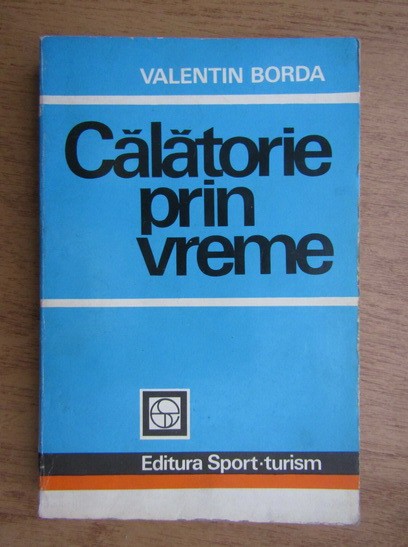 VALENTIN BORDA
Călătorie
prin
vreme
Editura Sport·turism